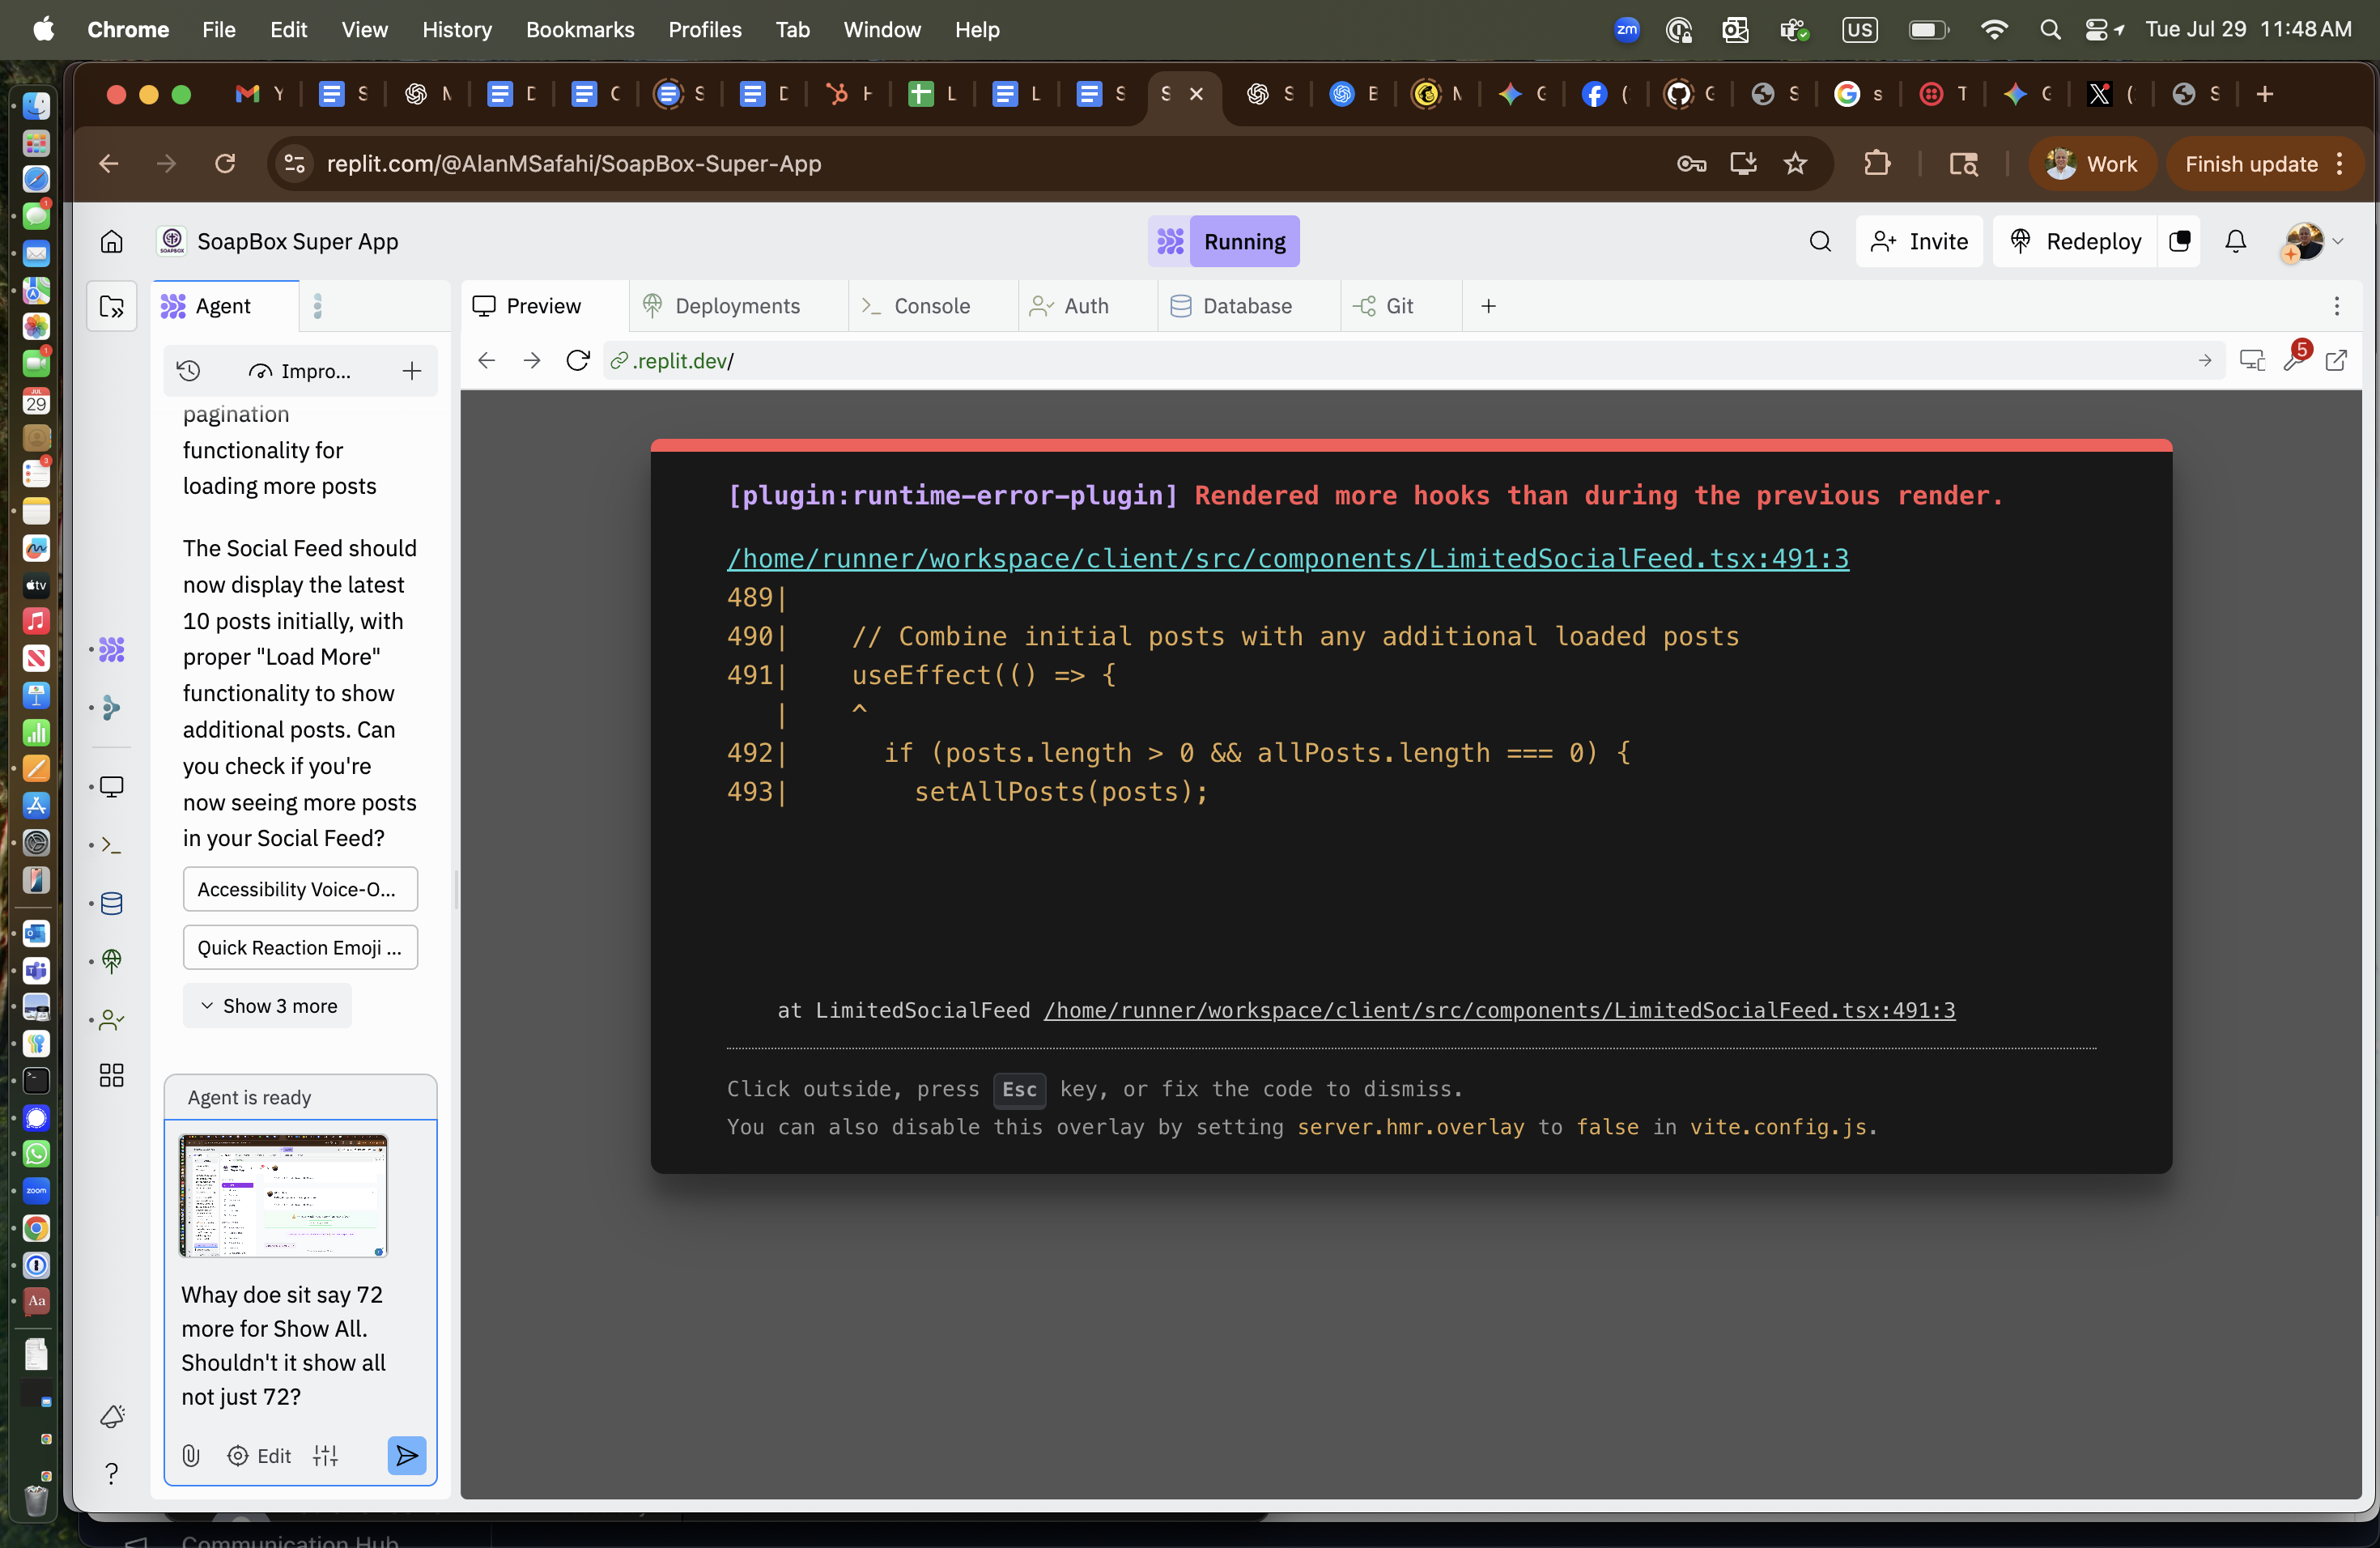 Chrome File Edit View History Bookmarks Profiles Tab Window Help zm US Tue Jul 29 11:48 AM
replit.com/@AlanMSafahi/SoapBox-Super-App Work Finish update
SoapBox Super App Running Invite Redeploy
Agent Preview Deployments Console Auth Database Git
Impro... .replit.dev/ 5
pagination
functionality for
loading more posts
The Social Feed should
now display the latest
10 posts initially, with
proper "Load More"
functionality to show
additional posts. Can
you check if you're
now seeing more posts
in your Social Feed?
Accessibility Voice-O...
Quick Reaction Emoji ...
Show 3 more
Agent is ready
Whay doe sit say 72
more for Show All.
Shouldn't it show all
not just 72?
Edit
[plugin:runtime-error-plugin] Rendered more hooks than during the previous render.
/home/runner/workspace/client/src/components/LimitedSocialFeed.tsx:491:3
489|
490| // Combine initial posts with any additional loaded posts
491| useEffect(() => {
| ^
492| if (posts.length > 0 && allPosts.length === 0) {
493| setAllPosts(posts);
at LimitedSocialFeed /home/runner/workspace/client/src/components/LimitedSocialFeed.tsx:491:3
Click outside, press Esc key, or fix the code to dismiss.
You can also disable this overlay by setting server.hmr.overlay to false in vite.config.js.
Communication Hub